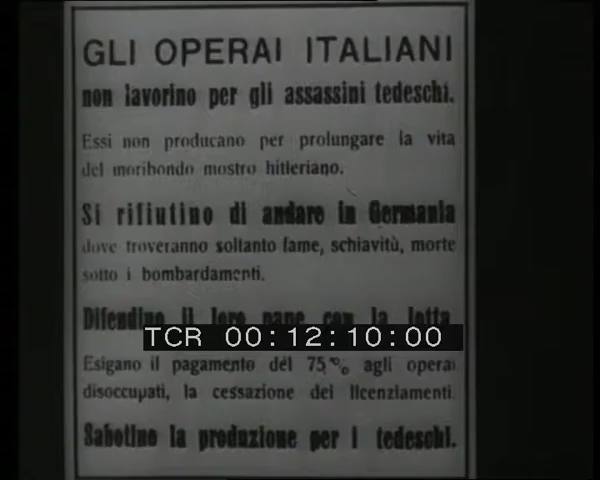 GLI OPERAI ITALIANI
non lavorino per gli assassini tedeschi.
Essi non producano per prolungare la vita
del moribondo mostro hitleriano.
Si rifiutino di andare in Germania
dove troveranno soltanto fame, schiavitù, morte
sotto i bombardamenti.
Difendino il loro pane con la lotta
TCR 00:12:10:00
Esigano il pagamento del 75% agli operai
disoccupati, la cessazione dei licenziamenti.
Sabotino la produzione per i tedeschi.